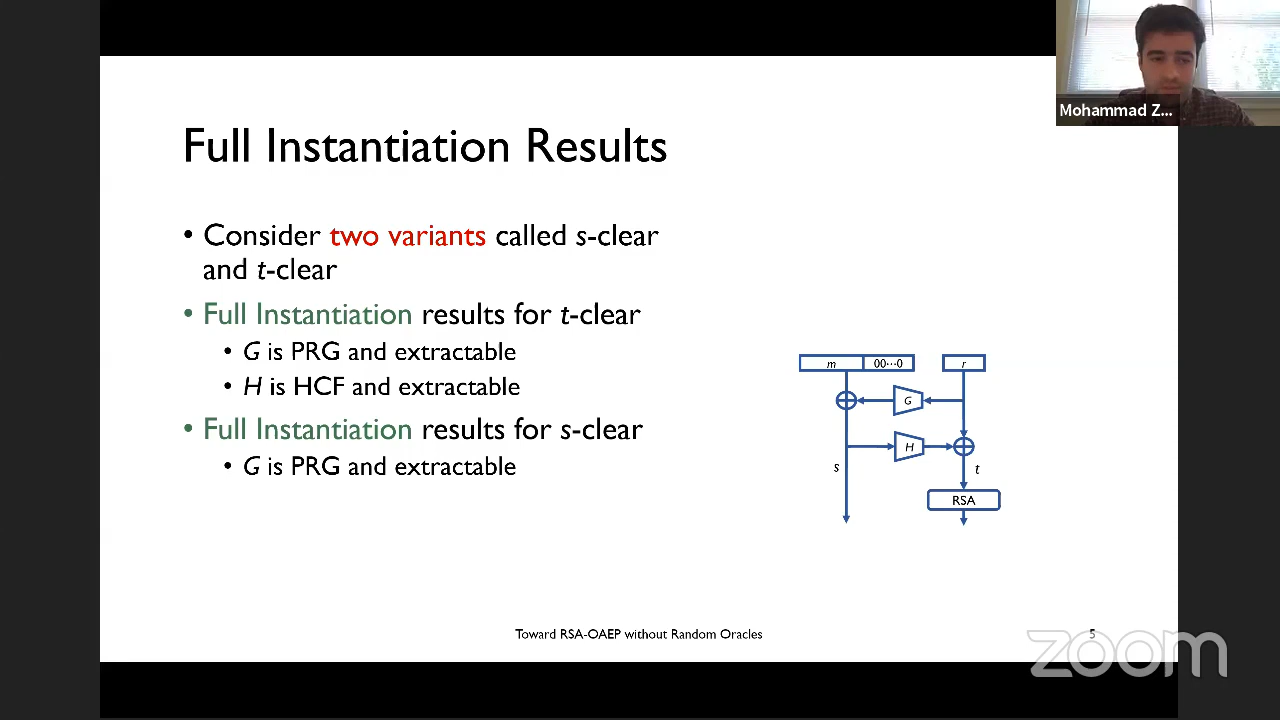 Mohammad Z...
Full Instantiation Results
• Consider two variants called s-clear
and t-clear
• Full Instantiation results for t-clear
• G is PRG and extractable
• H is HCF and extractable
• Full Instantiation results for s-clear
• G is PRG and extractable
m 00⋯0 r
G
H
s t
RSA
Toward RSA-OAEP without Random Oracles 5
zoom